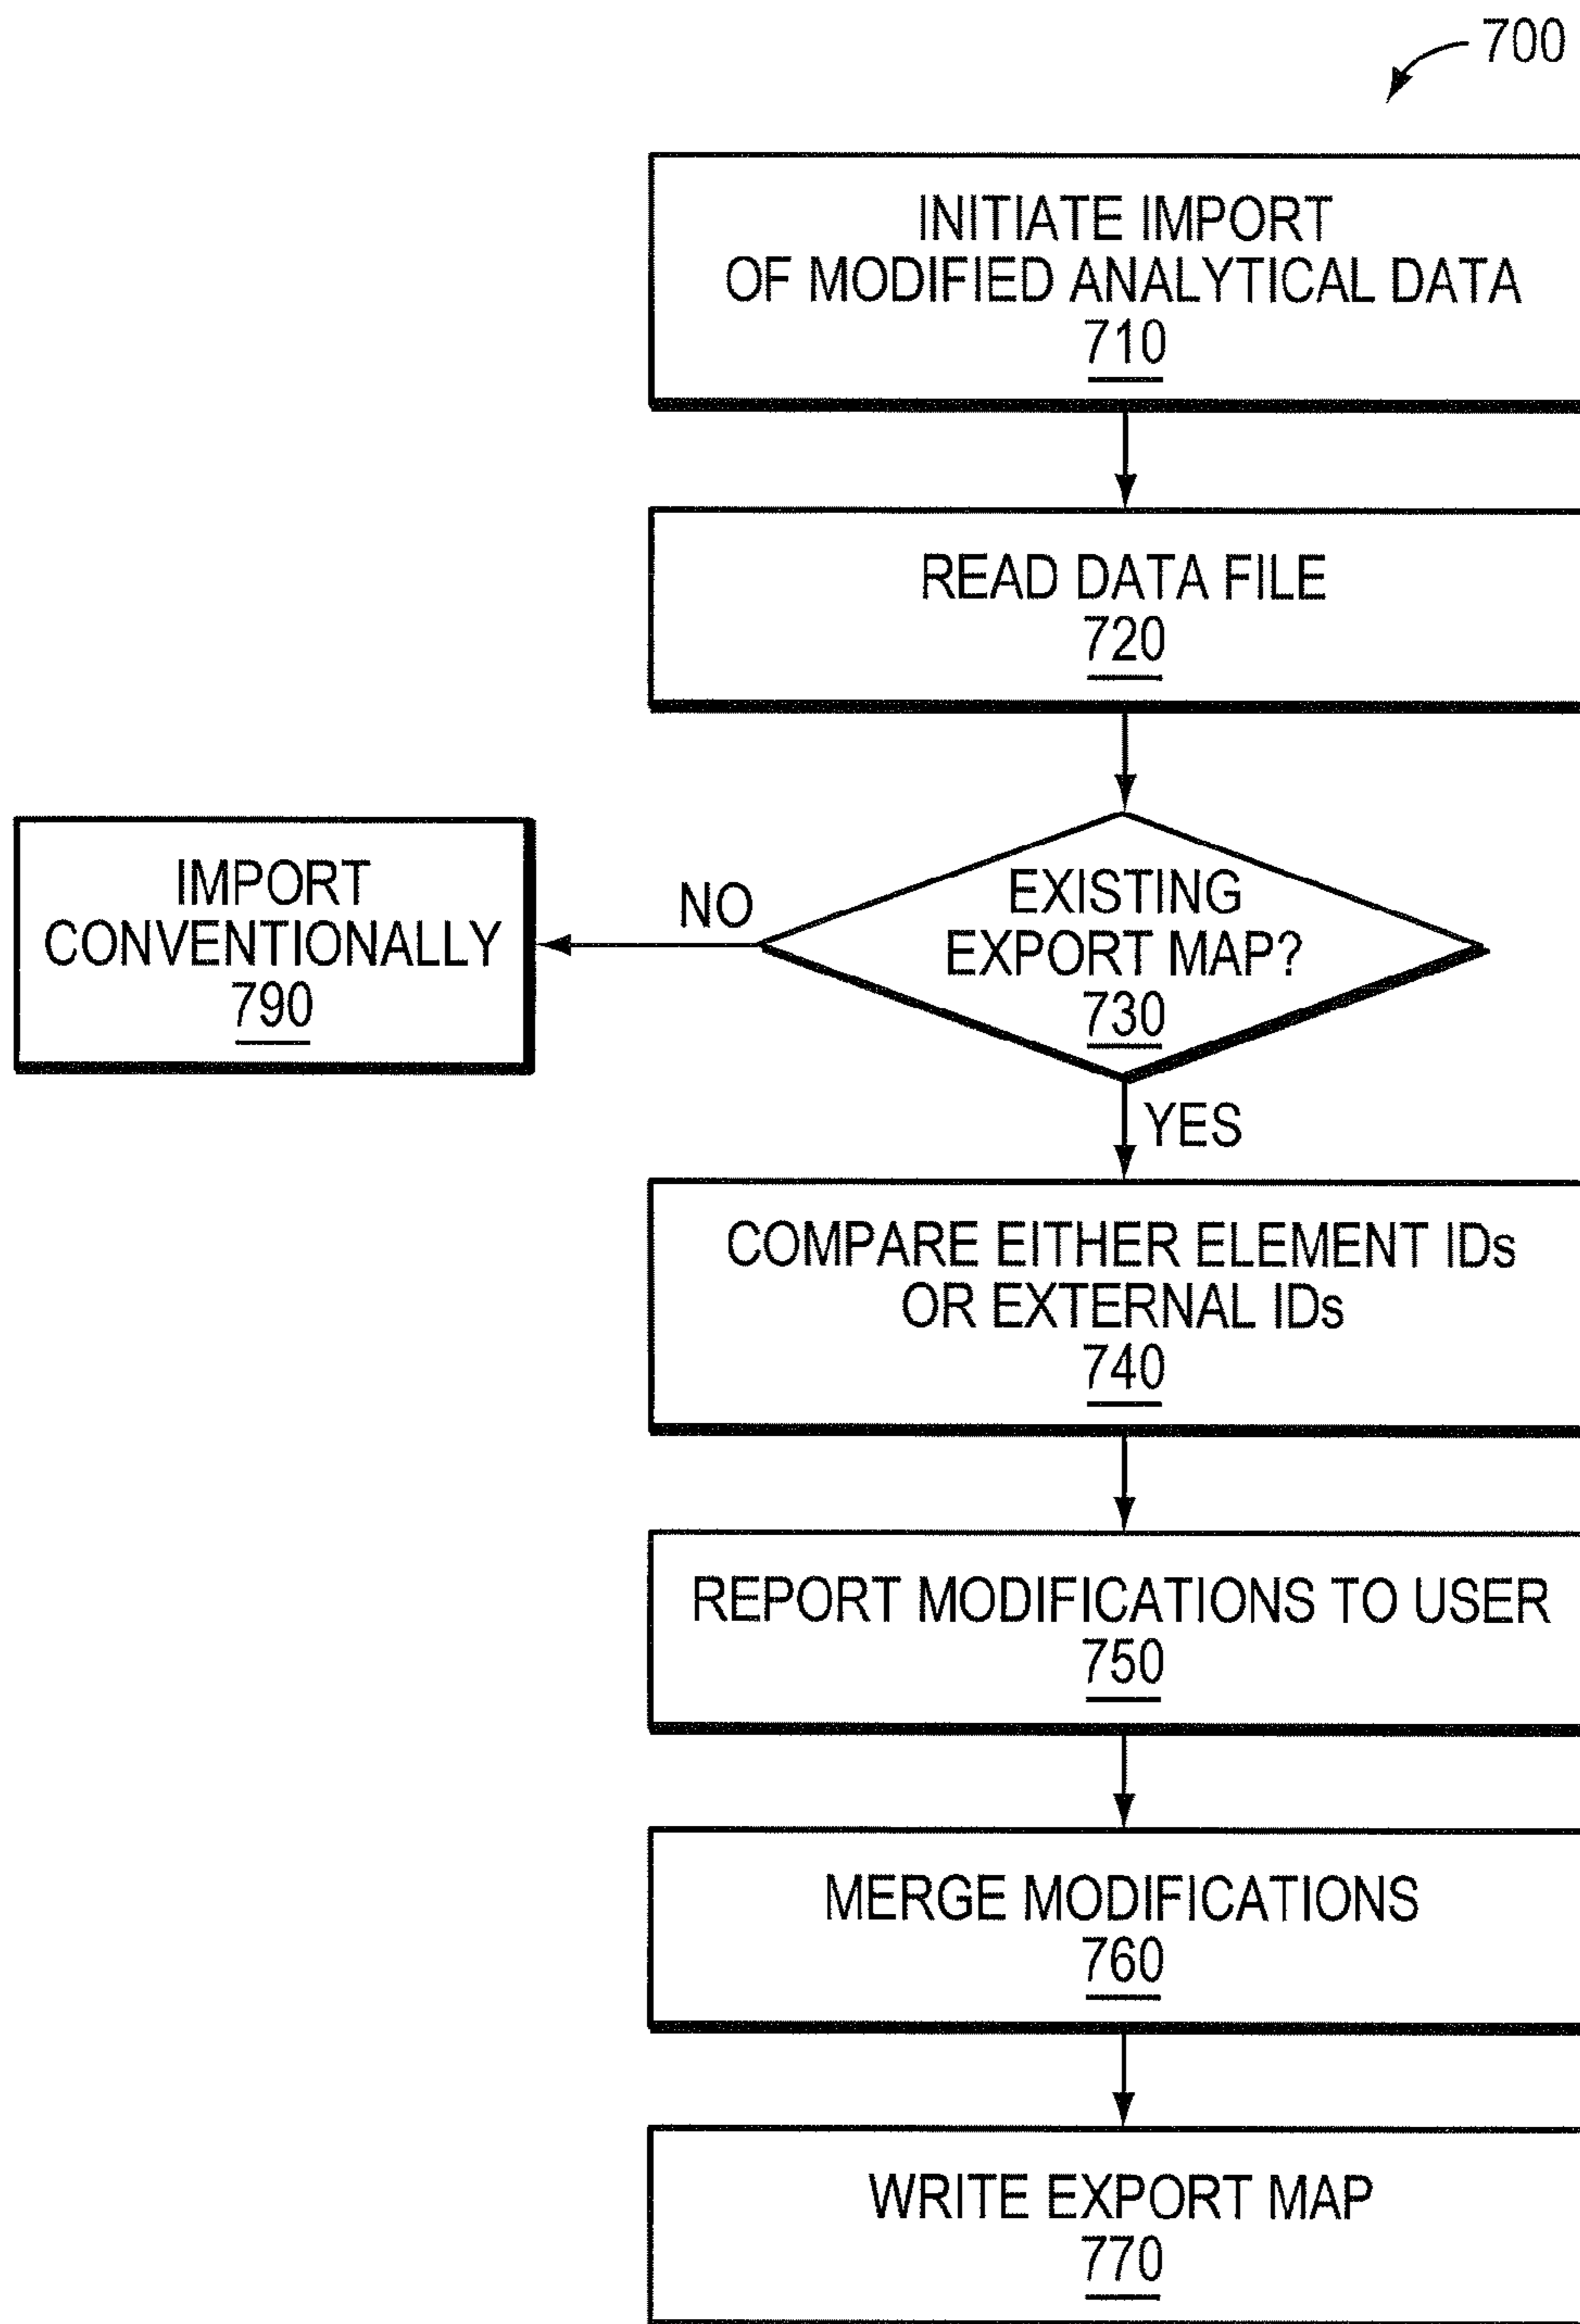 700
INITIATE IMPORT
OF MODIFIED ANALYTICAL DATA
710
READ DATA FILE
720
EXISTING
EXPORT MAP?
730
NO
IMPORT
CONVENTIONALLY
790
YES
COMPARE EITHER ELEMENT IDs
OR EXTERNAL IDs
740
REPORT MODIFICATIONS TO USER
750
MERGE MODIFICATIONS
760
WRITE EXPORT MAP
770